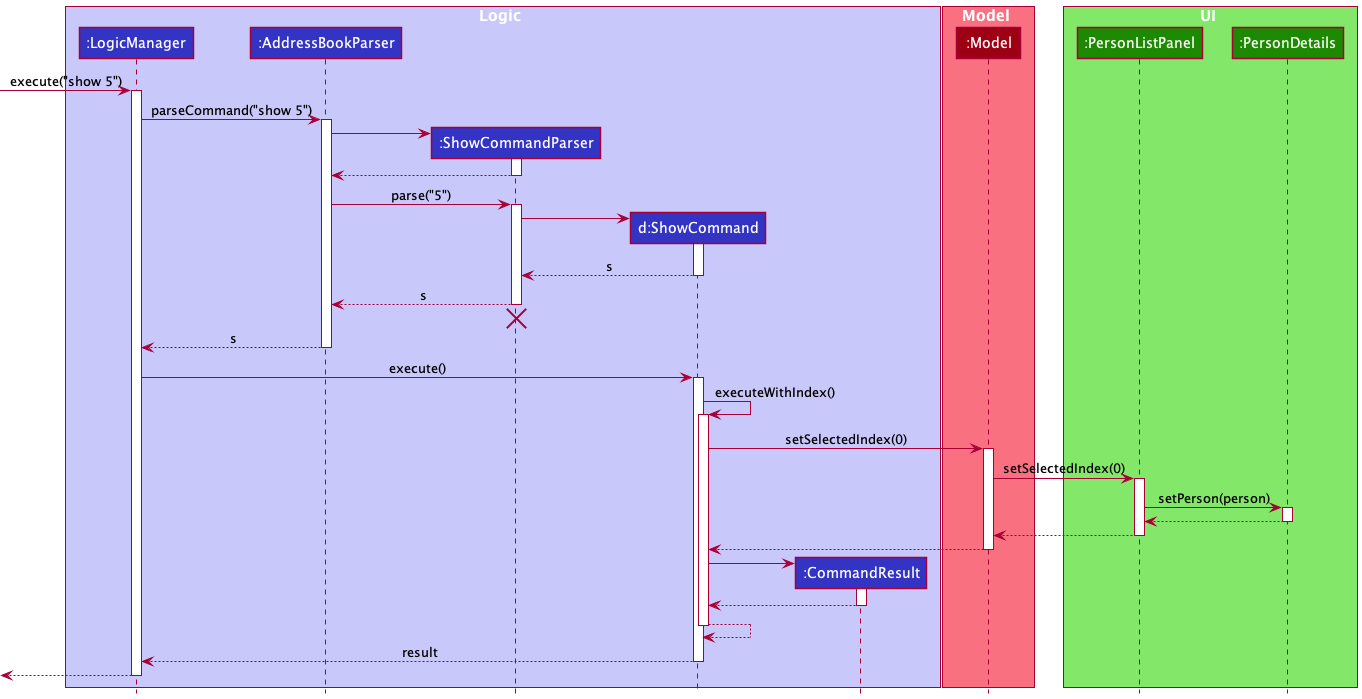 Logic
Model
UI
:LogicManager
:AddressBookParser
:Model
:PersonListPanel
:PersonDetails
execute("show 5")
parseCommand("show 5")
:ShowCommandParser
parse("5")
d:ShowCommand
s
s
s
execute()
executeWithIndex()
setSelectedIndex(0)
setSelectedIndex(0)
setPerson(person)
:CommandResult
result